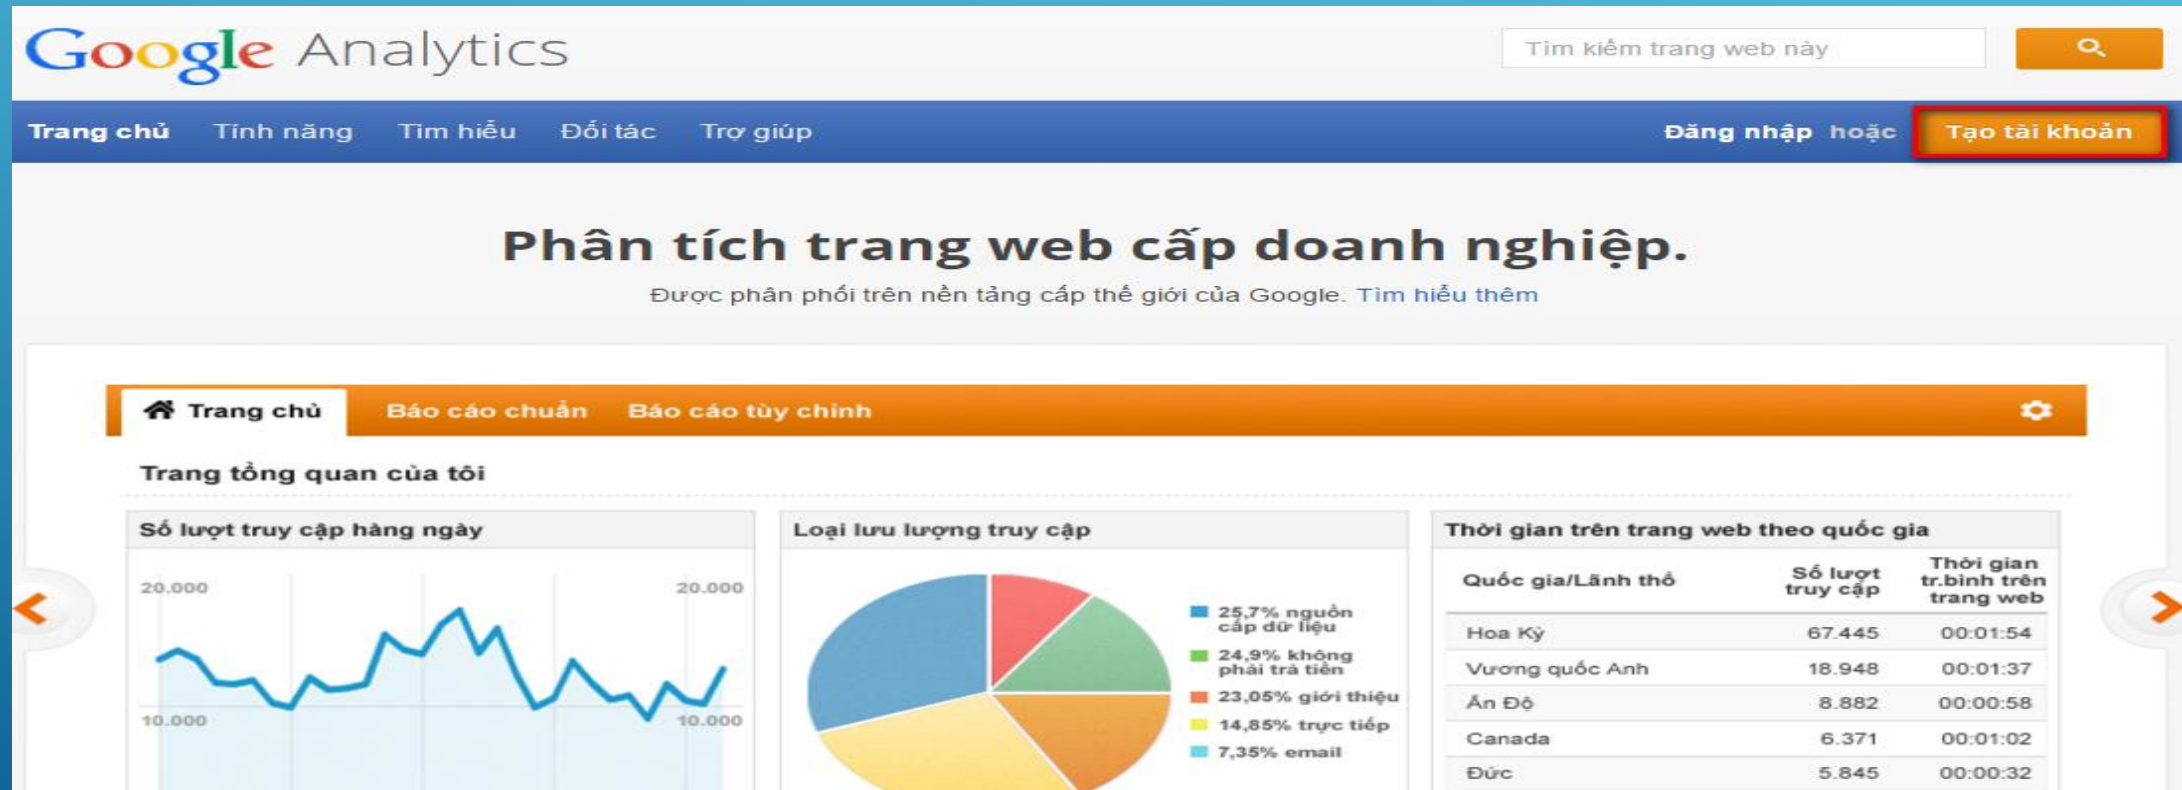 Google Analytics
Tìm kiếm trang web này
Trang chủ Tính năng Tìm hiểu Đối tác Trợ giúp
Đăng nhập hoặc Tạo tài khoản
Phân tích trang web cấp doanh nghiệp.
Được phân phối trên nền tảng cấp thế giới của Google. Tìm hiểu thêm
Trang chủ Báo cáo chuẩn Báo cáo tùy chỉnh
Trang tổng quan của tôi
Số lượt truy cập hàng ngày
20.000 20.000
10.000 10.000
Loại lưu lượng truy cập
25,7% nguồn
cấp dữ liệu
24,9% không
phải trả tiền
23,05% giới thiệu
14,85% trực tiếp
7,35% email
Thời gian trên trang web theo quốc gia
Quốc gia/Lãnh thổ
Số lượt
truy cập
Thời gian
tr.bình trên
trang web
Hoa Kỳ 67.445 00:01:54
Vương quốc Anh 18.948 00:01:37
Ấn Độ 8.882 00:00:58
Canada 6.371 00:01:02
Đức 5.845 00:00:32